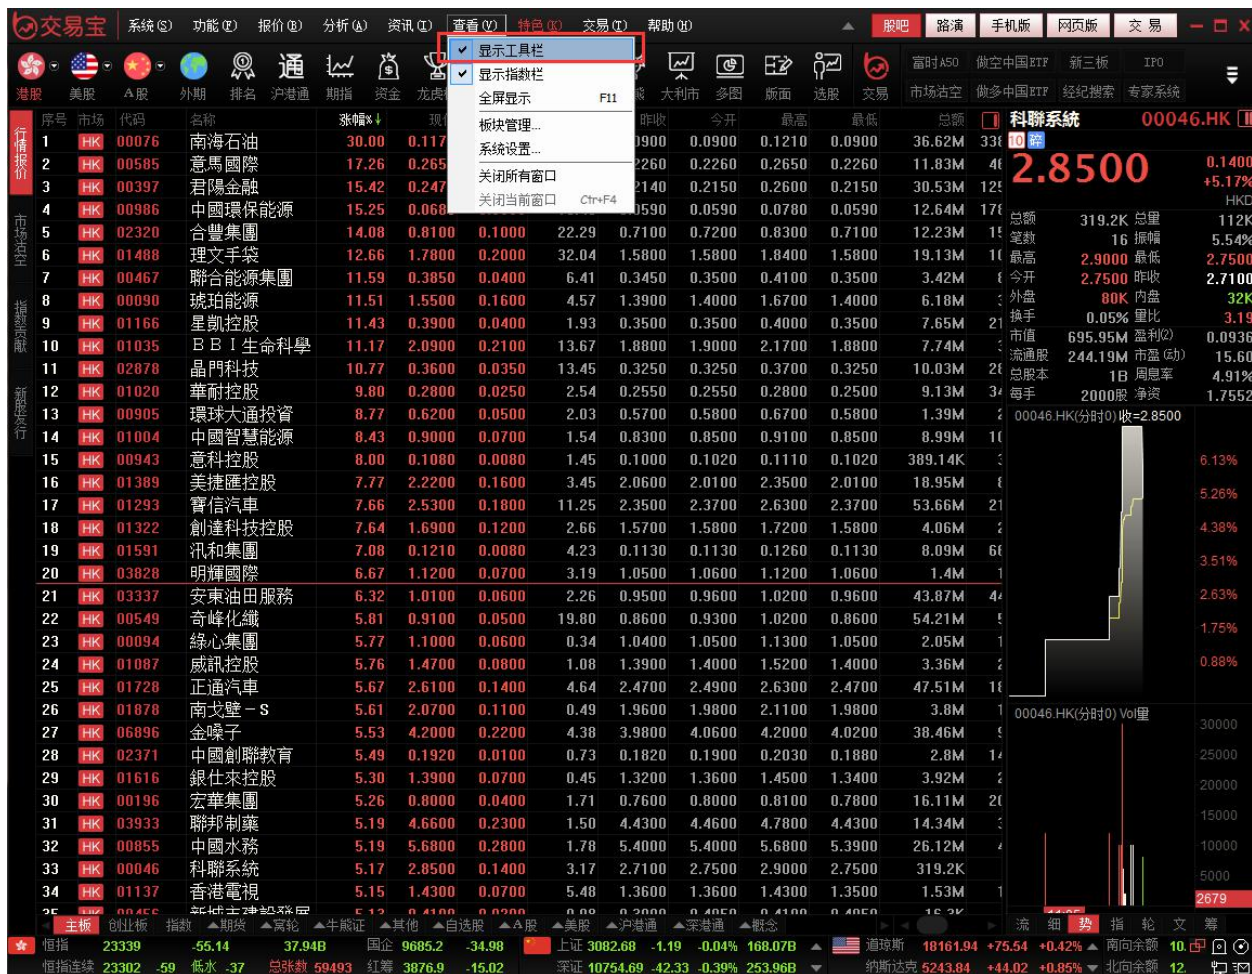 交易宝 系统(S) 功能(F) 报价(B) 分析(A) 资讯(I) 查看(V) 特色(K) 交易(T) 帮助(H) 股吧 路演 手机版 网页版 交易
显示工具栏
显示指数栏
全屏显示 F11
板块管理...
系统设置...
关闭所有窗口
关闭当前窗口 Ctr+F4
通
富时A50 做空中国ETF 新三板 IPO
港股 美股 A股 外期 排名 沪港通 期指 资金 大利市 多图 版面 选股 交易 市场沽空 做多中国ETF 经纪搜索 专家系统
行情报价
市场沽空
指数贡献
新股发行
序号 市场 代码 名称 涨幅%↓ 昨收 今开 最高 最低 总额
1 HK 00076 南海石油 30.00 0.0900 0.1210 0.0900 36.62M
2 HK 00585 意馬國際 17.26 0.2260 0.2260 0.2650 0.2260 11.83M
3 HK 00397 君陽金融 15.42 0.2150 0.2600 0.2150 30.53M
4 HK 00986 中國環保能源 15.25 0.0590 0.0590 0.0780 0.0590 12.64M
5 HK 02320 合豐集團 14.08 0.8100 0.1000 22.29 0.7100 0.7200 0.8300 0.7100 12.23M
6 HK 01488 理文手袋 12.66 1.7800 0.2000 32.04 1.5800 1.5800 1.8400 1.5800 19.13M
7 HK 00467 聯合能源集團 11.59 0.3850 0.0400 6.41 0.3450 0.3500 0.4100 0.3500 3.42M
8 HK 00090 琥珀能源 11.51 1.5500 0.1600 4.57 1.3900 1.4000 1.6700 1.4000 6.18M
9 HK 01166 星凱控股 11.43 0.3900 0.0400 1.93 0.3500 0.3500 0.4000 0.3500 7.65M
10 HK 01035 ＢＢＩ生命科學 11.17 2.0900 0.2100 13.67 1.8800 1.9000 2.1700 1.8800 7.74M
11 HK 02878 晶門科技 10.77 0.3600 0.0350 13.45 0.3250 0.3250 0.3700 0.3250 10.03M
12 HK 01020 華耐控股 9.80 0.2800 0.0250 2.54 0.2550 0.2550 0.2800 0.2500 9.13M
13 HK 00905 環球大通投資 8.77 0.6200 0.0500 2.03 0.5700 0.5800 0.6700 0.5800 1.39M
14 HK 01004 中國智慧能源 8.43 0.9000 0.0700 1.54 0.8300 0.8500 0.9100 0.8500 8.99M
15 HK 00943 意科控股 8.00 0.1080 0.0080 1.45 0.1000 0.1020 0.1110 0.1020 389.14K
16 HK 01389 美捷匯控股 7.77 2.2200 0.1600 3.45 2.0600 2.0100 2.3500 2.0100 18.95M
17 HK 01293 寶信汽車 7.66 2.5300 0.1800 11.25 2.3500 2.3700 2.6300 2.3700 53.66M
18 HK 01322 創達科技控股 7.64 1.6900 0.1200 2.66 1.5700 1.5800 1.7200 1.5800 4.06M
19 HK 01591 汛和集團 7.08 0.1210 0.0080 4.23 0.1130 0.1130 0.1260 0.1130 8.09M
20 HK 03828 明輝國際 6.67 1.1200 0.0700 3.19 1.0500 1.0600 1.1200 1.0600 1.4M
21 HK 03337 安東油田服務 6.32 1.0100 0.0600 2.26 0.9500 0.9600 1.0200 0.9600 43.87M
22 HK 00549 奇峰化纖 5.81 0.9100 0.0500 19.80 0.8600 0.9300 1.0200 0.8600 54.21M
23 HK 00094 綠心集團 5.77 1.1000 0.0600 0.34 1.0400 1.0500 1.1300 1.0500 2.05M
24 HK 01087 威訊控股 5.76 1.4700 0.0800 1.08 1.3900 1.4000 1.5200 1.4000 3.36M
25 HK 01728 正通汽車 5.67 2.6100 0.1400 4.64 2.4700 2.4900 2.6300 2.4700 47.51M
26 HK 01878 南戈壁－S 5.61 2.0700 0.1100 0.49 1.9600 1.9800 2.1100 1.9800 3.8M
27 HK 06896 金嗓子 5.53 4.2000 0.2200 4.38 3.9800 4.0600 4.2000 4.0200 38.46M
28 HK 02371 中國創聯教育 5.49 0.1920 0.0100 0.73 0.1820 0.1900 0.2030 0.1880 2.8M
29 HK 01616 銀仕來控股 5.30 1.3900 0.0700 0.45 1.3200 1.3600 1.4500 1.3400 3.92M
30 HK 00196 宏華集團 5.26 0.8000 0.0400 1.71 0.7600 0.8000 0.8100 0.7800 16.11M
31 HK 03933 聯邦制藥 5.19 4.6600 0.2300 1.50 4.4300 4.4600 4.7800 4.4300 14.34M
32 HK 00855 中國水務 5.19 5.6800 0.2800 1.78 5.4000 5.4000 5.6800 5.3900 26.12M
33 HK 00046 科聯系統 5.17 2.8500 0.1400 3.17 2.7100 2.7500 2.9000 2.7500 319.2K
34 HK 01137 香港電視 5.15 1.4300 0.0700 5.48 1.3600 1.3600 1.4300 1.3500 1.53M
科聯系統 00046.HK
10 碎
2.8500 0.1400
+5.17%
HKD
总额 319.2K 总量 112K
笔数 16 振幅 5.54%
最高 2.9000 最低 2.7500
今开 2.7500 昨收 2.7100
外盘 80K 内盘 32K
换手 0.05% 量比 3.19
市值 695.95M 盈利(2) 0.0936
流通股 244.19M 市盈(动) 15.60
总股本 1B 周息率 4.91%
每手 2000股 净资 1.7552
00046.HK(分时0) 收=2.8500
6.13%
5.26%
4.38%
3.51%
2.63%
1.75%
0.88%
00046.HK(分时0) Vol量
30000
25000
20000
15000
10000
5000
2679
主板 创业板 指数 ▲期货 ▲窝轮 ▲牛熊证 ▲其他 ▲自选股 ▲A股 ▲美股 ▲沪港通 ▲深港通 ▲概念 流 细 势 指 轮 文 筹
恒指 23339 -55.14 37.94B 国企 9685.2 -34.98 上证 3082.68 -1.19 -0.04% 168.07B 道琼斯 18161.94 +75.54 +0.42% 南向余额 10.
恒指连续 23302 -59 低水 -37 总张数 59493 红筹 3876.9 -15.02 深证 10754.69 -42.33 -0.39% 253.96B 纳斯达克 5243.84 +44.02 +0.85% 北向余额 12.